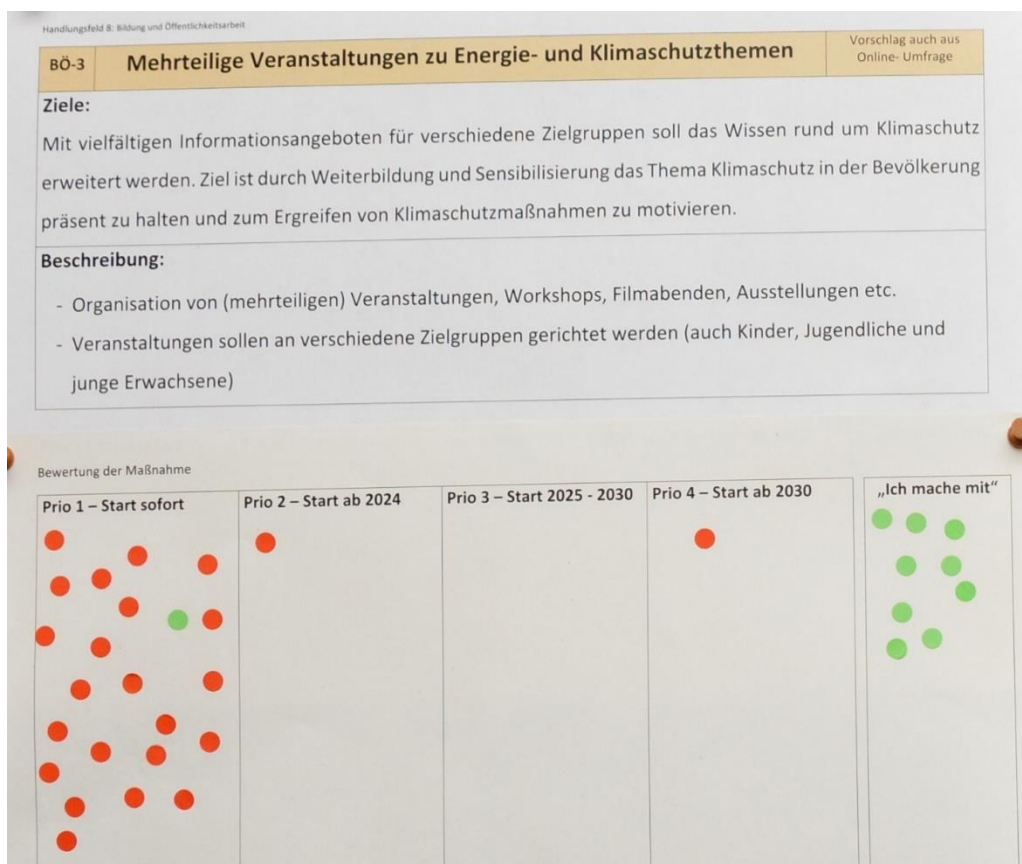 Handlungsfeld 8: Bildung und Öffentlichkeitsarbeit
BÖ-3
Mehrteilige Veranstaltungen zu Energie- und Klimaschutzthemen
Vorschlag auch aus
Online- Umfrage
Ziele:
Mit vielfältigen Informationsangeboten für verschiedene Zielgruppen soll das Wissen rund um Klimaschutz
erweitert werden. Ziel ist durch Weiterbildung und Sensibilisierung das Thema Klimaschutz in der Bevölkerung
präsent zu halten und zum Ergreifen von Klimaschutzmaßnahmen zu motivieren.
Beschreibung:
- Organisation von (mehrteiligen) Veranstaltungen, Workshops, Filmabenden, Ausstellungen etc.
- Veranstaltungen sollen an verschiedene Zielgruppen gerichtet werden (auch Kinder, Jugendliche und
junge Erwachsene)
Bewertung der Maßnahme
Prio 1 – Start sofort
Prio 2 – Start ab 2024
Prio 3 – Start 2025 - 2030
Prio 4 – Start ab 2030
„Ich mache mit“